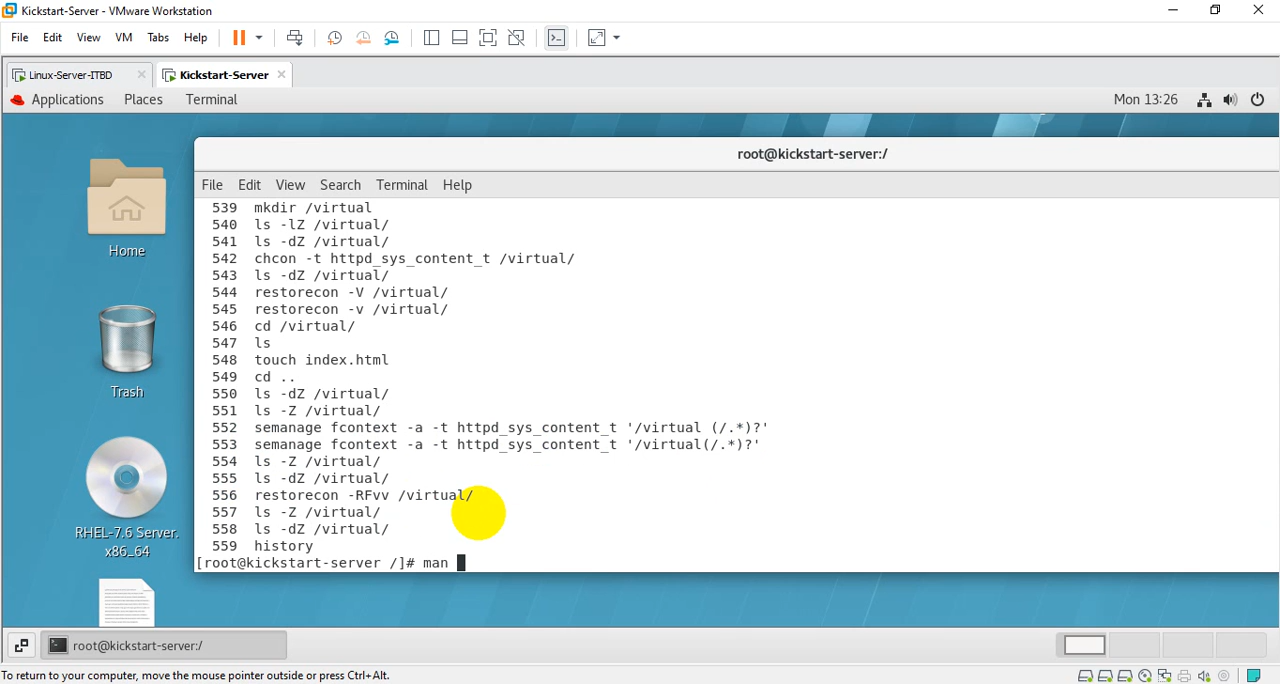 Kickstart-Server - VMware Workstation
File Edit View VM Tabs Help
Linux-Server-ITBD Kickstart-Server
Applications Places Terminal Mon 13:26
root@kickstart-server:/
File Edit View Search Terminal Help
539 mkdir /virtual
540 ls -lZ /virtual/
541 ls -dZ /virtual/
542 chcon -t httpd_sys_content_t /virtual/
543 ls -dZ /virtual/
544 restorecon -V /virtual/
545 restorecon -v /virtual/
546 cd /virtual/
547 ls
548 touch index.html
549 cd ..
550 ls -dZ /virtual/
551 ls -Z /virtual/
552 semanage fcontext -a -t httpd_sys_content_t '/virtual (/.*)?'
553 semanage fcontext -a -t httpd_sys_content_t '/virtual(/.*)?'
554 ls -Z /virtual/
555 ls -dZ /virtual/
556 restorecon -RFvv /virtual/
557 ls -Z /virtual/
558 ls -dZ /virtual/
559 history
[root@kickstart-server /]# man
Home
Trash
RHEL-7.6 Server.
x86_64
root@kickstart-server:/
To return to your computer, move the mouse pointer outside or press Ctrl+Alt.